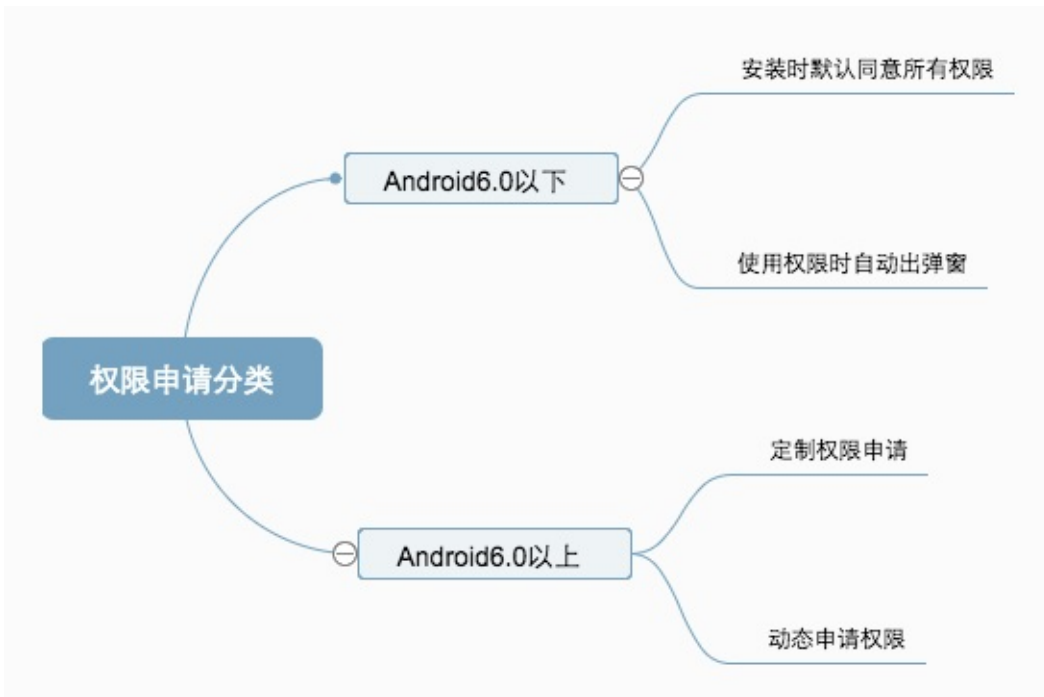 安装时默认同意所有权限
Android6.0以下
使用权限时自动出弹窗
权限申请分类
定制权限申请
Android6.0以上
动态申请权限